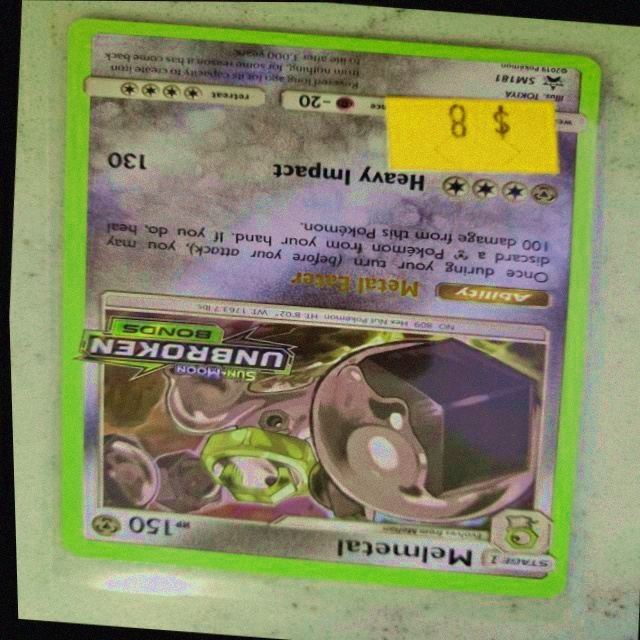 STAGE 1
Melmetal
HP 150
Evolves from Meltan
SUN & MOON
UNBROKEN
BONDS
NO. 809 Hex Nut Pokémon HT: 8'02" WT: 1763.7 lbs.
Ability
Metal Eater
Once during your turn (before your attack), you may
discard a Pokémon from your hand. If you do, heal
100 damage from this Pokémon.
Heavy Impact 130
$ 8
-20
retreat
Illus. TOKIYA
SM181
©2019 Pokémon
Revered long ago for its capacity to create iron
from nothing, for some reason it has come back
to life after 3,000 years.